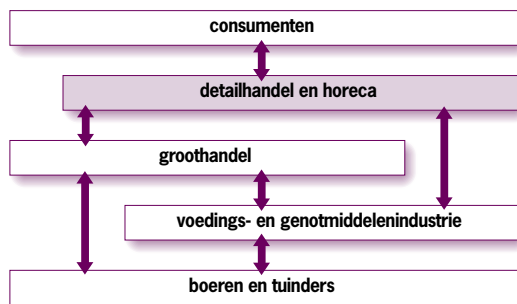 consumenten
detailhandel en horeca
groothandel
voedings- en genotmiddelenindustrie
boeren en tuinders